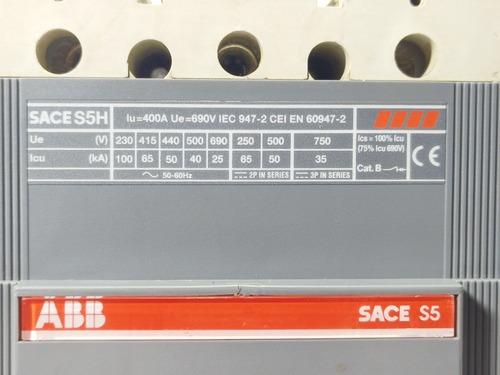 SACE S5H Iu=400A Ue=690V IEC 947-2 CEI EN 60947-2
Ue (V) 230 415 440 500 690 250 500 750
Icu (kA) 100 65 50 40 25 65 50 35
50-60Hz 2P IN SERIES 3P IN SERIES
Ics = 100% Icu
(75% Icu 690V)
Cat. B
CE
ABB SACE S5